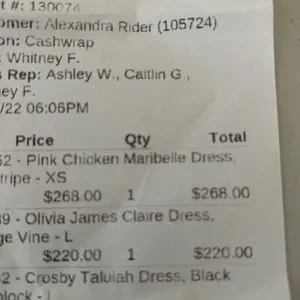 t #: 130074
omer: Alexandra Rider (105724)
on: Cashwrap
: Whitney F.
s Rep: Ashley W., Caitlin G.,
ey F.
/22 06:06PM
Price Qty Total
52 - Pink Chicken Maribelle Dress,
tripe - XS
$268.00 1 $268.00
9 - Olivia James Claire Dress,
ge Vine - L
$220.00 1 $220.00
2 - Crosby Talulah Dress, Black
block - L